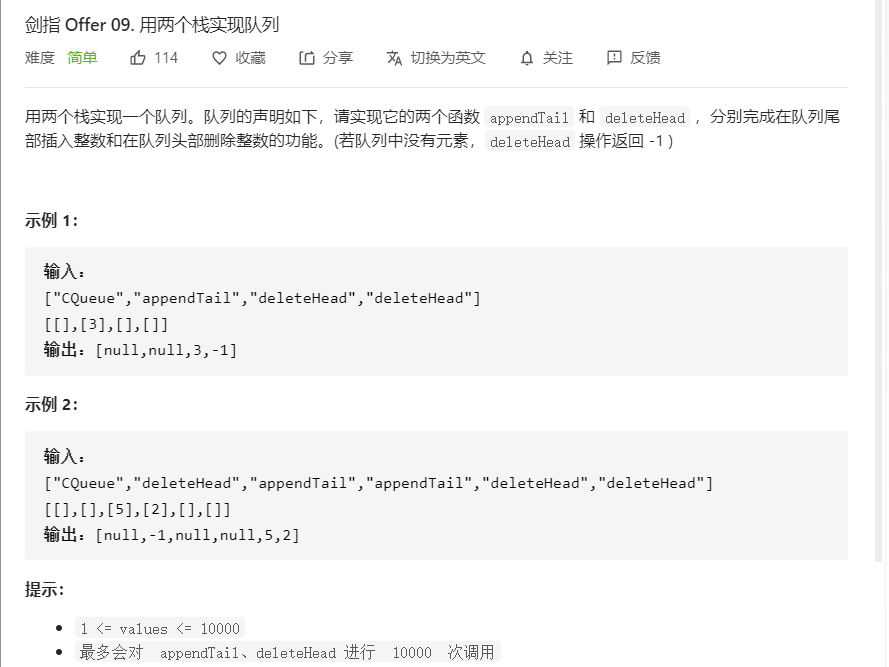 剑指 Offer 09. 用两个栈实现队列
难度 简单 114 收藏 分享 切换为英文 关注 反馈
用两个栈实现一个队列。队列的声明如下，请实现它的两个函数 appendTail 和 deleteHead ，分别完成在队列尾
部插入整数和在队列头部删除整数的功能。(若队列中没有元素，deleteHead 操作返回 -1 )
示例 1：
输入：
["CQueue","appendTail","deleteHead","deleteHead"]
[[],[3],[],[]]
输出：[null,null,3,-1]
示例 2：
输入：
["CQueue","deleteHead","appendTail","appendTail","deleteHead","deleteHead"]
[[],[],[5],[2],[],[]]
输出：[null,-1,null,null,5,2]
提示：
1 <= values <= 10000
最多会对 appendTail、deleteHead 进行 10000 次调用